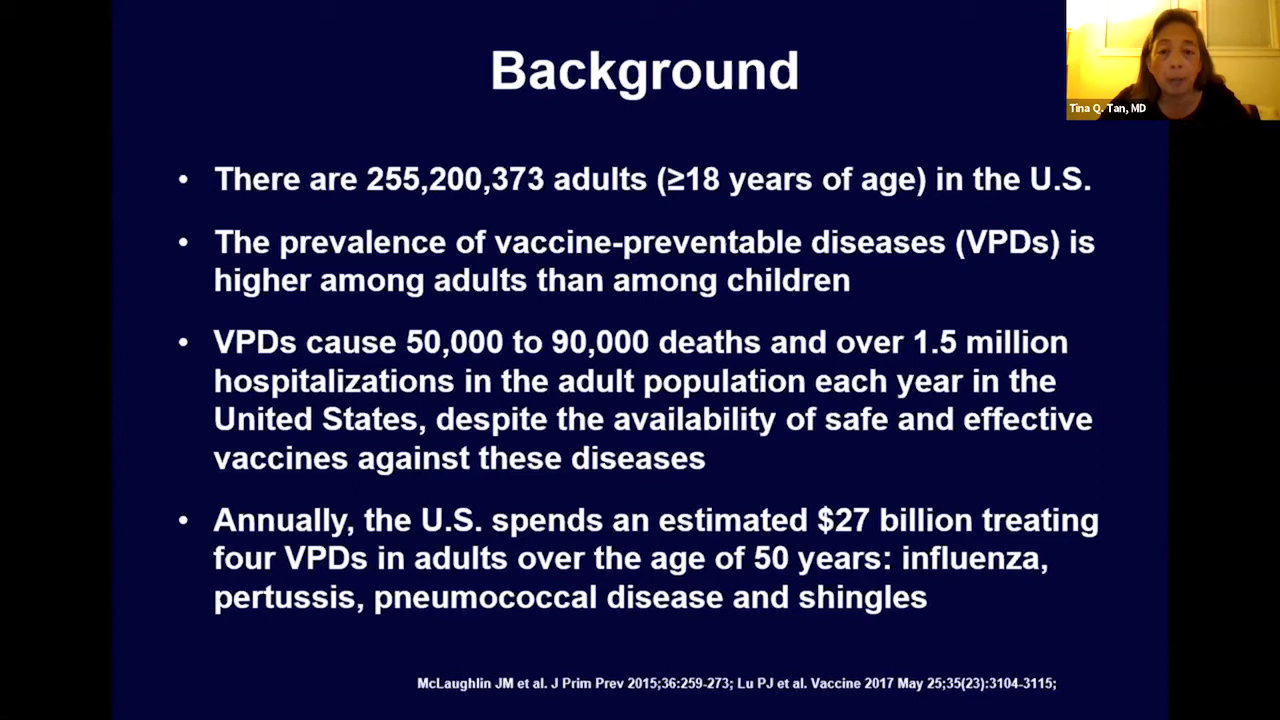 Background
Tina Q. Tan, MD
• There are 255,200,373 adults (≥18 years of age) in the U.S.
• The prevalence of vaccine-preventable diseases (VPDs) is
higher among adults than among children
• VPDs cause 50,000 to 90,000 deaths and over 1.5 million
hospitalizations in the adult population each year in the
United States, despite the availability of safe and effective
vaccines against these diseases
• Annually, the U.S. spends an estimated $27 billion treating
four VPDs in adults over the age of 50 years: influenza,
pertussis, pneumococcal disease and shingles
McLaughlin JM et al. J Prim Prev 2015;36:259-273; Lu PJ et al. Vaccine 2017 May 25;35(23):3104-3115;